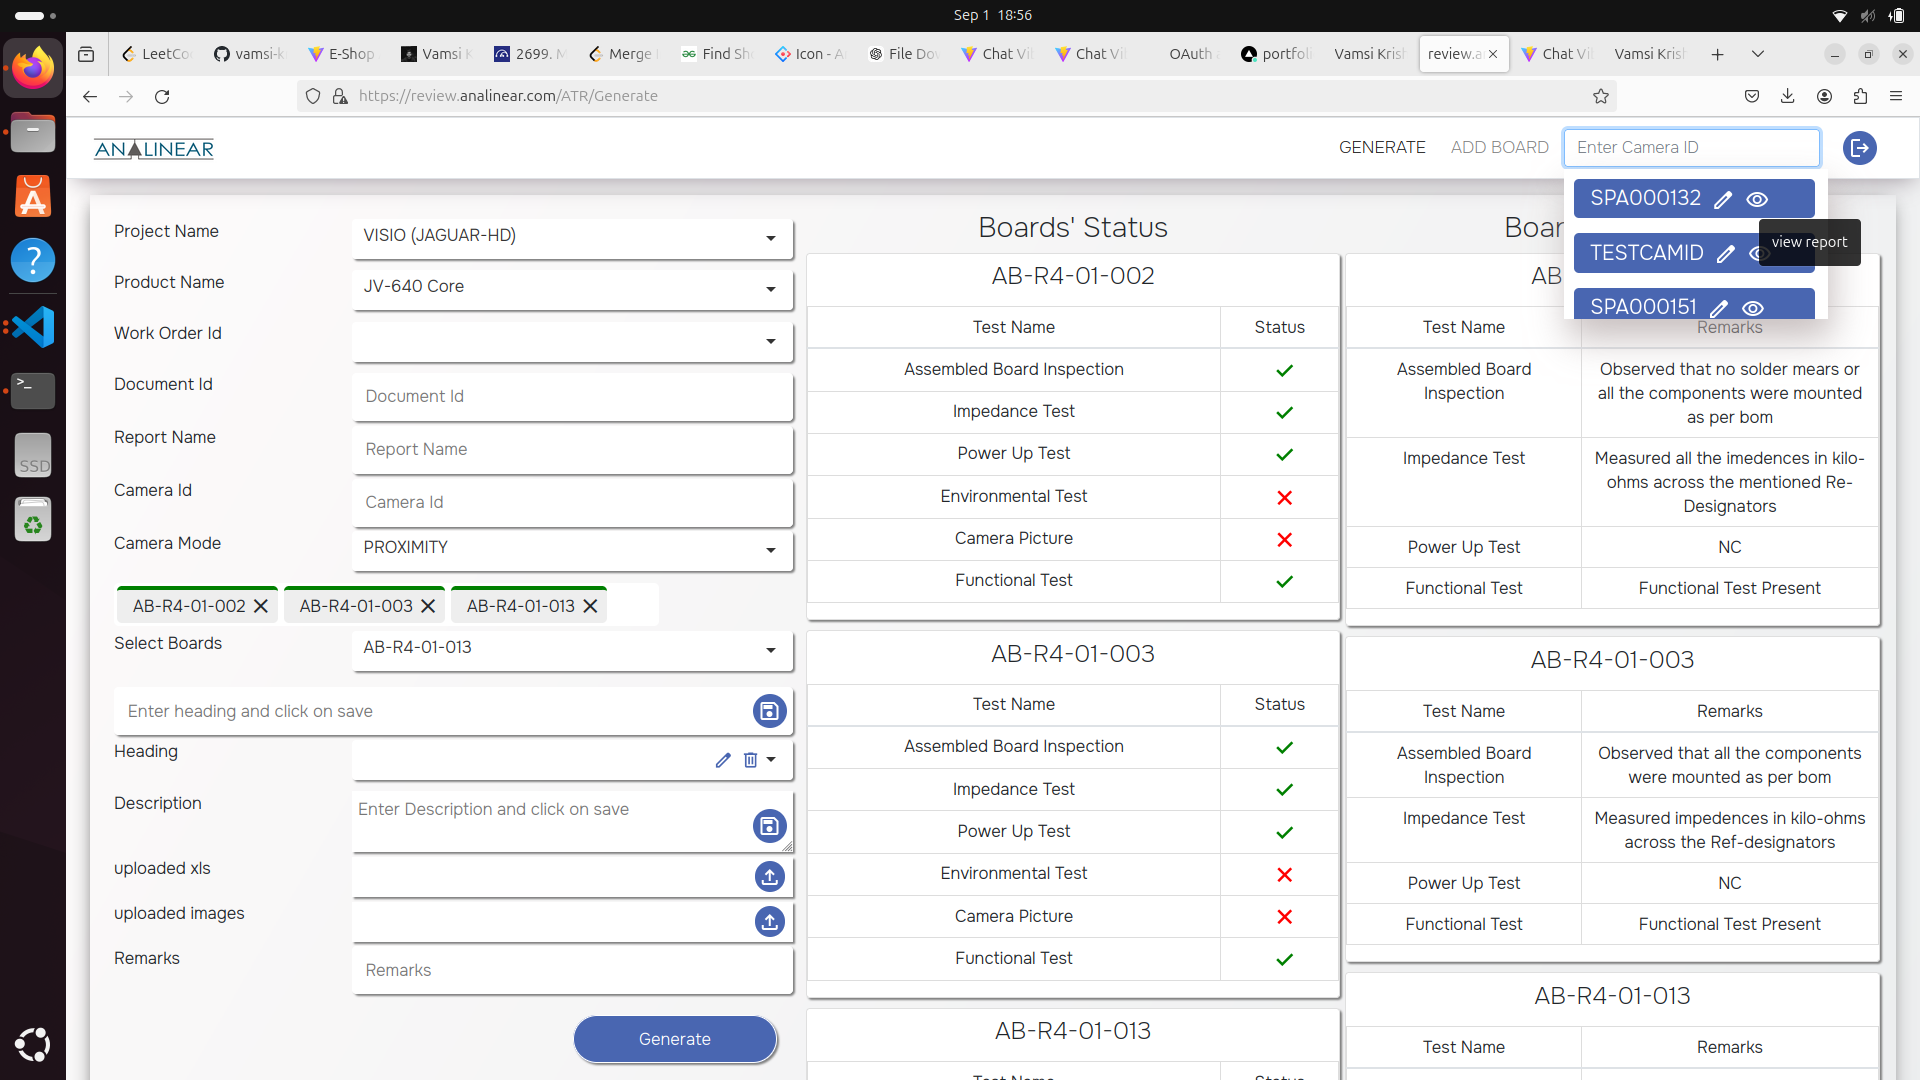 Sep 1 18:56
LeetCo
vamsi-k
E-Shop
Vamsi K
2699. M
Merge
Find Sho
Icon - A
File Dov
Chat Vil
Chat Vil
OAuth
portfoli
Vamsi Krish
review.a
Chat Vi
Vamsi Krish
https://review.analinear.com/ATR/Generate
ANALINEAR
GENERATE
ADD BOARD
Enter Camera ID
SPA000132
TESTCAMID
view report
SPA000151
Project Name
VISIO (JAGUAR-HD)
Product Name
JV-640 Core
Work Order Id
Document Id
Document Id
Report Name
Report Name
Camera Id
Camera Id
Camera Mode
PROXIMITY
AB-R4-01-002
AB-R4-01-003
AB-R4-01-013
Select Boards
AB-R4-01-013
Enter heading and click on save
Heading
Description
Enter Description and click on save
uploaded xls
uploaded images
Remarks
Remarks
Generate
Boards' Status
AB-R4-01-002
Test Name
Status
Assembled Board Inspection
Impedance Test
Power Up Test
Environmental Test
Camera Picture
Functional Test
AB-R4-01-003
Test Name
Status
Assembled Board Inspection
Impedance Test
Power Up Test
Environmental Test
Camera Picture
Functional Test
AB-R4-01-013
Test Name
Status
Boar
AB
Test Name
Remarks
Assembled Board
Inspection
Observed that no solder mears or
all the components were mounted
as per bom
Impedance Test
Measured all the imedences in kilo-
ohms across the mentioned Re-
Designators
Power Up Test
NC
Functional Test
Functional Test Present
AB-R4-01-003
Test Name
Remarks
Assembled Board
Inspection
Observed that all the components
were mounted as per bom
Impedance Test
Measured impedences in kilo-ohms
across the Ref-designators
Power Up Test
NC
Functional Test
Functional Test Present
AB-R4-01-013
Test Name
Remarks
SSD